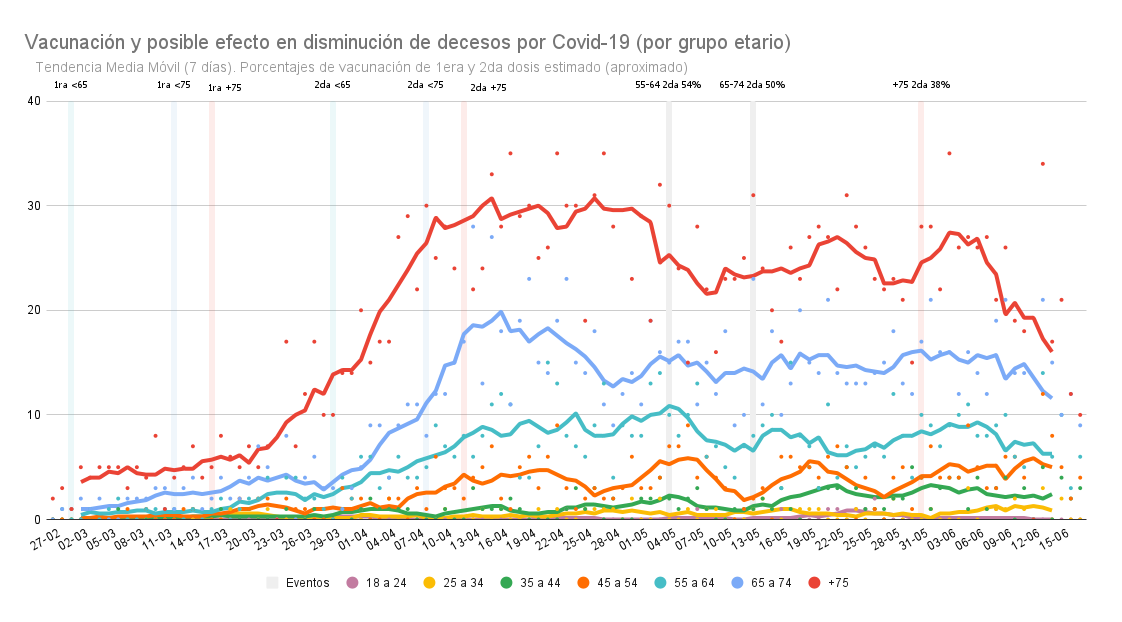 Vacunación y posible efecto en disminución de decesos por Covid-19 (por grupo etario)
Tendencia Media Móvil (7 días). Porcentajes de vacunación de 1era y 2da dosis estimado (aproximado)
1ra <65 1ra <75 1ra +75 2da <65 2da <75 2da +75 55-64 2da 54% 65-74 2da 50% +75 2da 38%
40
30
20
10
0
27-02 02-03 05-03 08-03 11-03 14-03 17-03 20-03 23-03 26-03 29-03 01-04 04-04 07-04 10-04 13-04 16-04 19-04 22-04 25-04 28-04 01-05 04-05 07-05 10-05 13-05 16-05 19-05 22-05 25-05 28-05 31-05 03-06 06-06 09-06 12-06 15-06
Eventos 18 a 24 25 a 34 35 a 44 45 a 54 55 a 64 65 a 74 +75